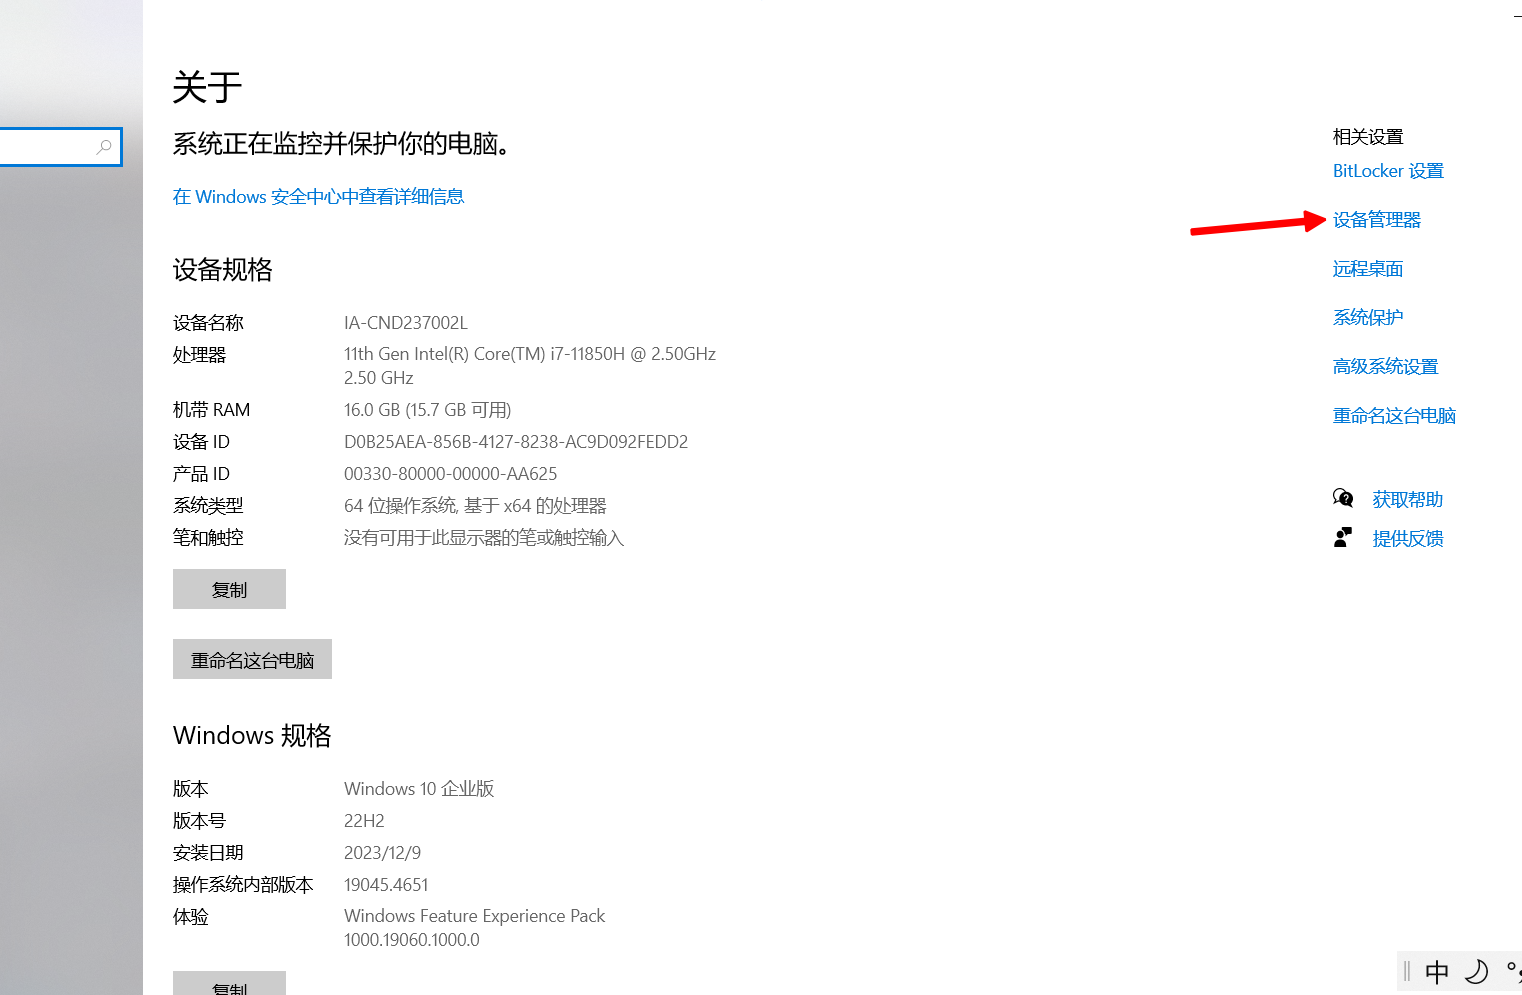 关于
系统正在监控并保护你的电脑。
在 Windows 安全中心中查看详细信息
设备规格
设备名称 IA-CND237002L
处理器 11th Gen Intel(R) Core(TM) i7-11850H @ 2.50GHz
2.50 GHz
机带 RAM 16.0 GB (15.7 GB 可用)
设备 ID D0B25AEA-856B-4127-8238-AC9D092FEDD2
产品 ID 00330-80000-00000-AA625
系统类型 64 位操作系统, 基于 x64 的处理器
笔和触控 没有可用于此显示器的笔或触控输入
复制
重命名这台电脑
Windows 规格
版本 Windows 10 企业版
版本号 22H2
安装日期 2023/12/9
操作系统内部版本 19045.4651
体验 Windows Feature Experience Pack
1000.19060.1000.0
复制
相关设置
BitLocker 设置
设备管理器
远程桌面
系统保护
高级系统设置
重命名这台电脑
获取帮助
提供反馈
中